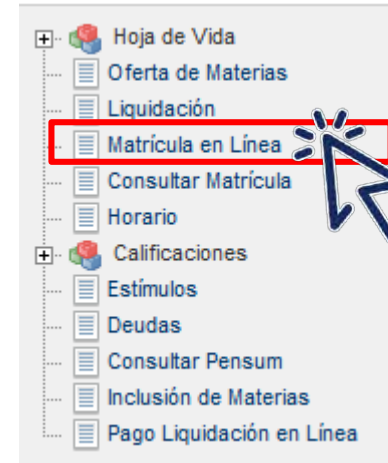 Hoja de Vida
Oferta de Materias
Liquidación
Matrícula en Línea
Consultar Matrícula
Horario
Calificaciones
Estímulos
Deudas
Consultar Pensum
Inclusión de Materias
Pago Liquidación en Línea